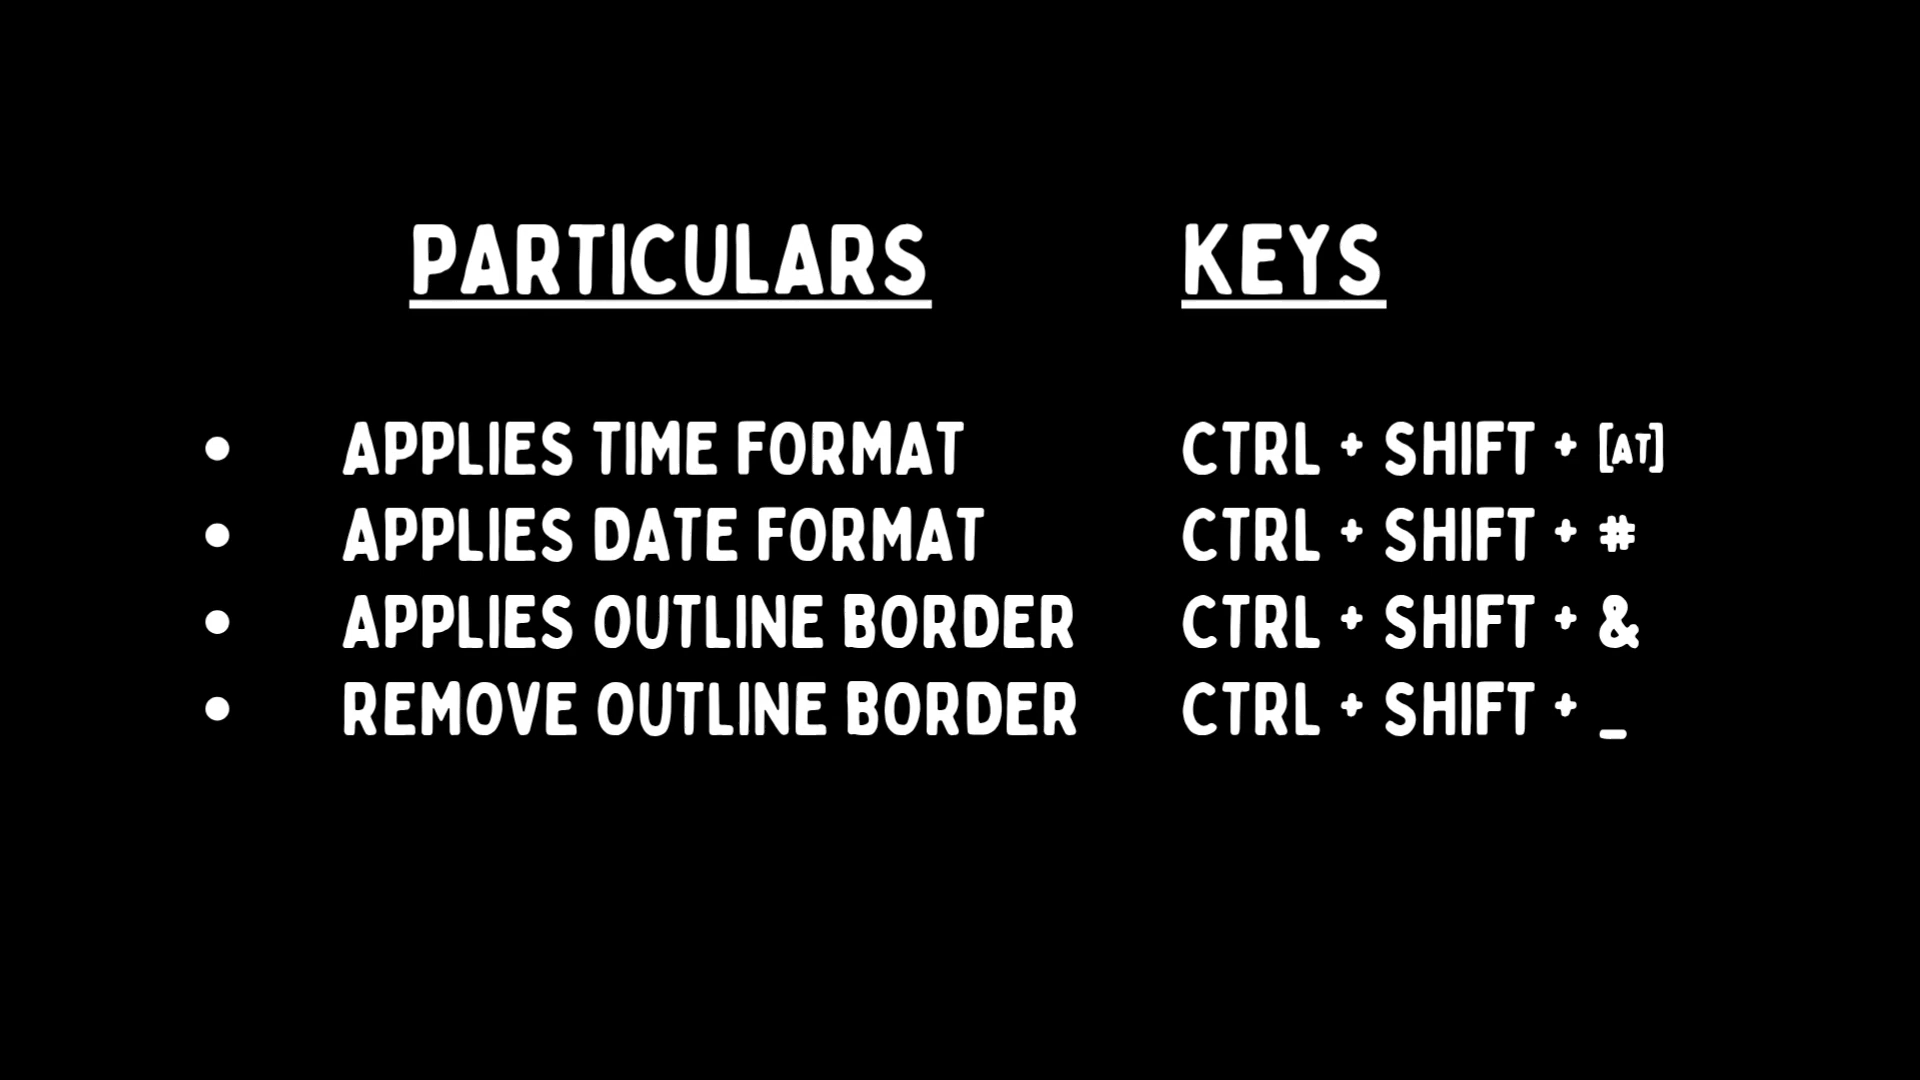 PARTICULARS KEYS
• APPLIES TIME FORMAT CTRL + SHIFT + [AT]
• APPLIES DATE FORMAT CTRL + SHIFT + #
• APPLIES OUTLINE BORDER CTRL + SHIFT + &
• REMOVE OUTLINE BORDER CTRL + SHIFT + _